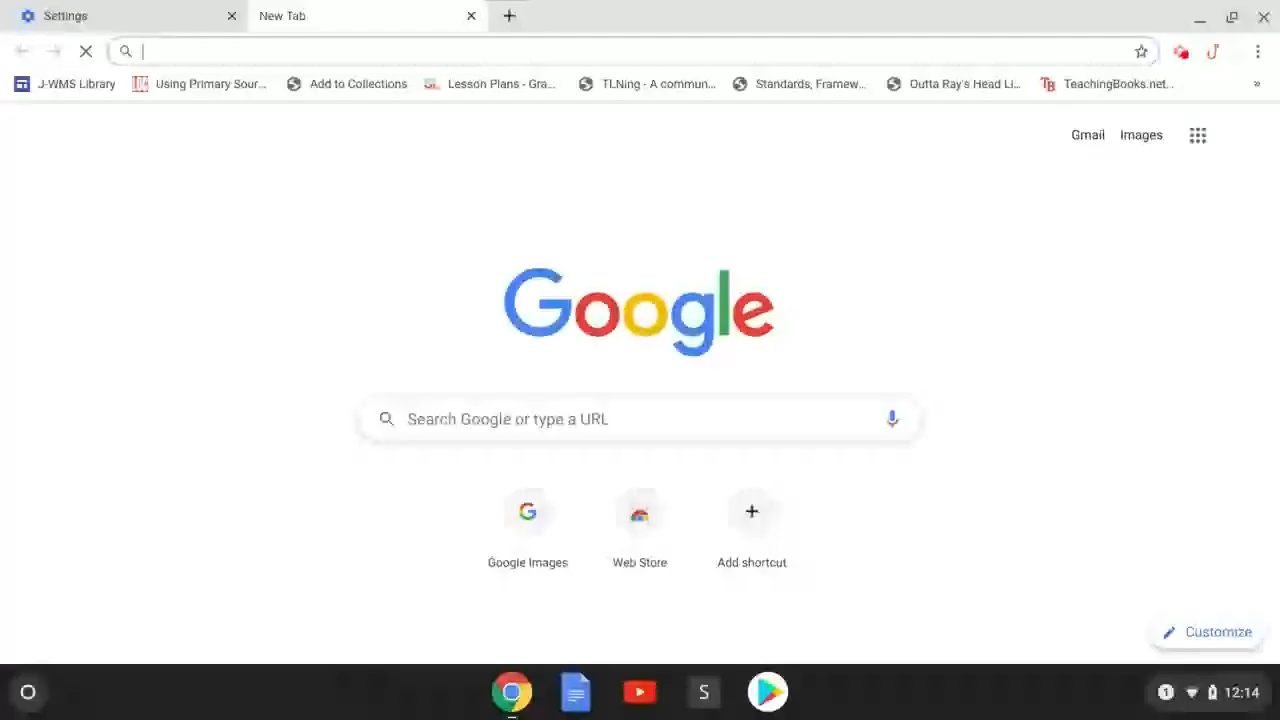 Settings
New Tab
J-WMS Library
Using Primary Sour...
Add to Collections
Lesson Plans - Gra...
TLNing - A commun...
Standards, Framew...
Outta Ray's Head Li...
TB TeachingBooks.net...
»
Gmail
Images
Google
Search Google or type a URL
G
Google Images
Web Store
Add shortcut
Customize
S
1
12:14